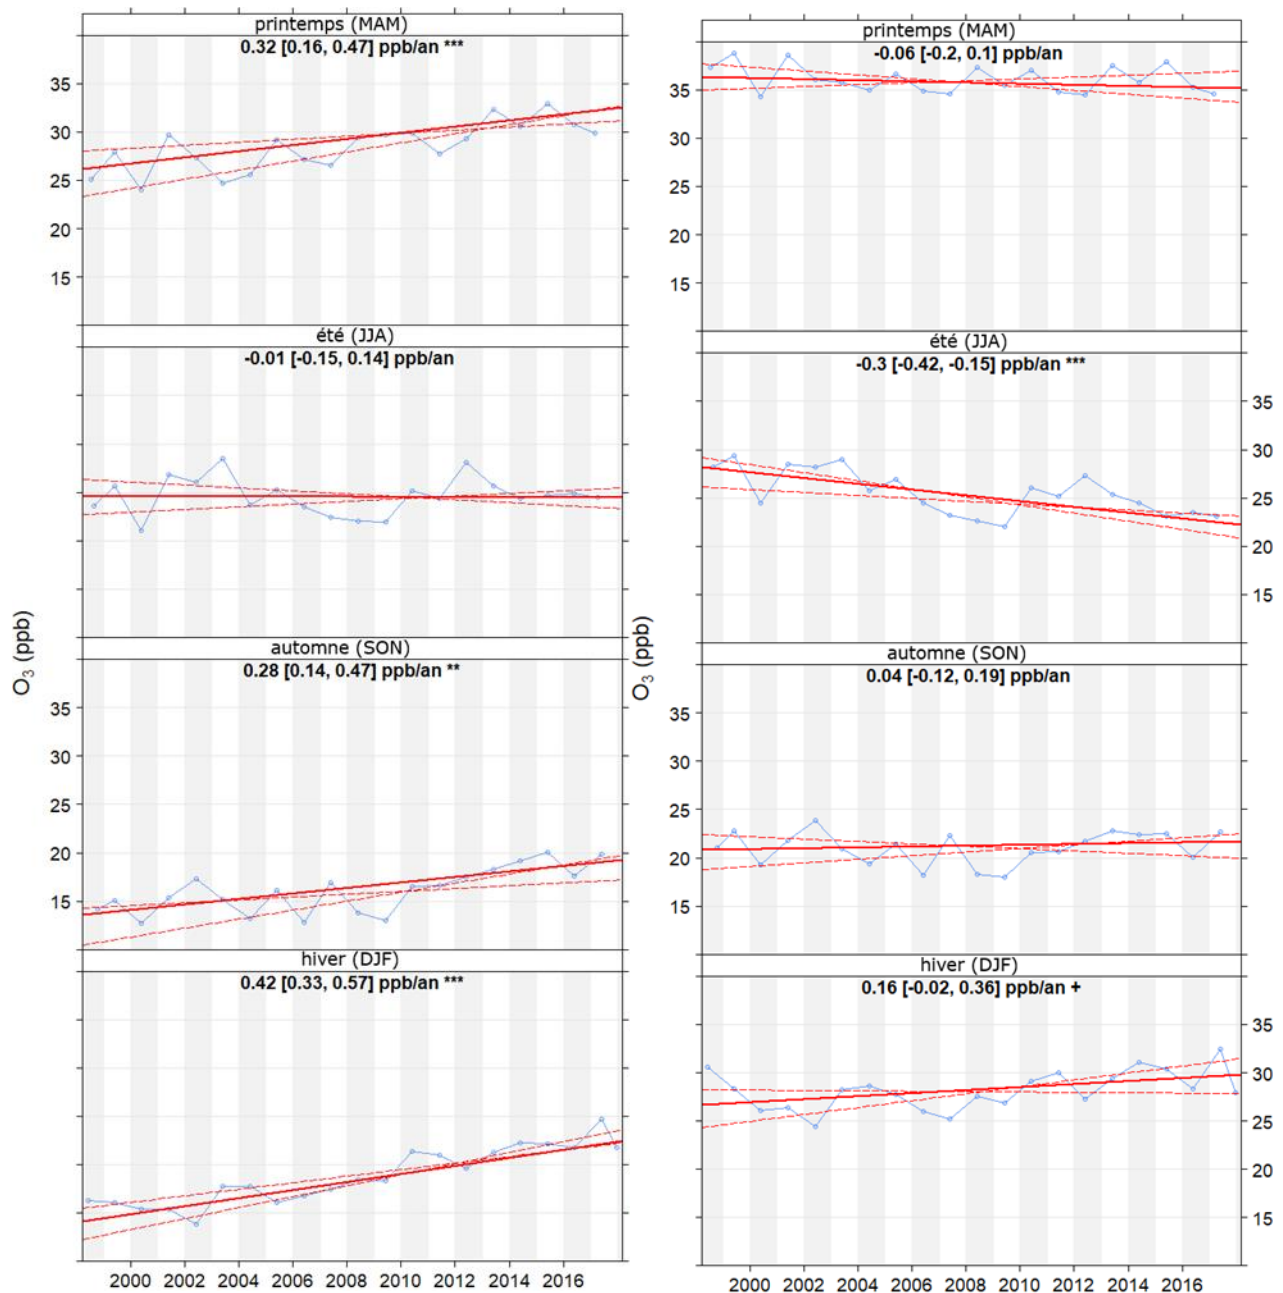 printemps (MAM)
0.32 [0.16, 0.47] ppb/an ***
35
30
25
20
15
été (JJA)
-0.01 [-0.15, 0.14] ppb/an
automne (SON)
0.28 [0.14, 0.47] ppb/an **
35
30
25
20
15
hiver (DJF)
0.42 [0.33, 0.57] ppb/an ***
2000 2002 2004 2006 2008 2010 2012 2014 2016
O₃ (ppb)
2000 2002 2004 2006 2008 2010 2012 2014 2016
printemps (MAM)
-0.06 [-0.2, 0.1] ppb/an
35
30
25
20
15
été (JJA)
-0.3 [-0.42, -0.15] ppb/an ***
35
30
25
20
15
automne (SON)
0.04 [-0.12, 0.19] ppb/an
35
30
25
20
15
hiver (DJF)
0.16 [-0.02, 0.36] ppb/an +
35
30
25
20
15
O₃ (ppb)